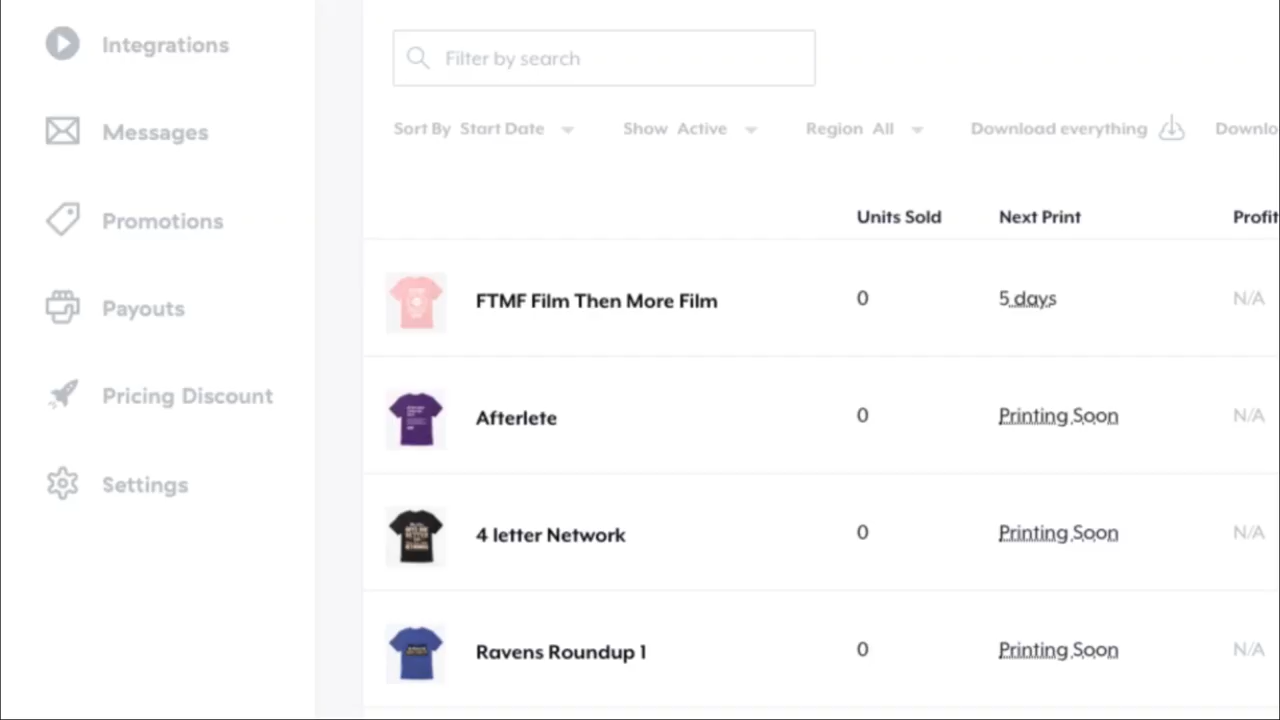 Integrations
Messages
Promotions
Payouts
Pricing Discount
Settings
Filter by search
Sort By Start Date Show Active Region All Download everything Downlo
Units Sold Next Print Profit
FTMF Film Then More Film 0 5 days N/A
Afterlete 0 Printing Soon N/A
4 letter Network 0 Printing Soon N/A
Ravens Roundup 1 0 Printing Soon N/A